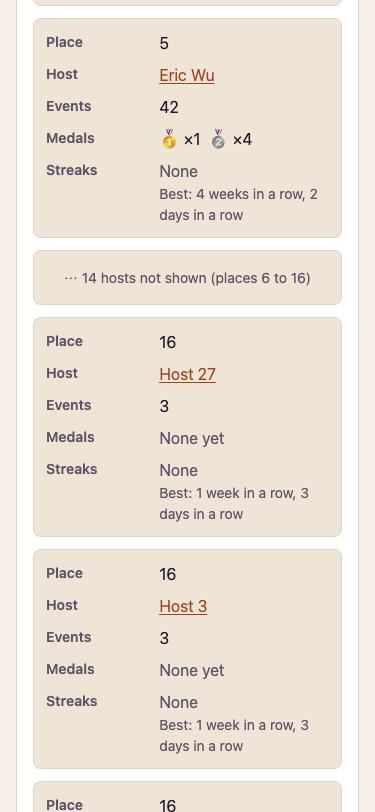 Place 5
Host Eric Wu
Events 42
Medals 🥇 ×1 🥈 ×4
Streaks None
Best: 4 weeks in a row, 2
days in a row
··· 14 hosts not shown (places 6 to 16)
Place 16
Host Host 27
Events 3
Medals None yet
Streaks None
Best: 1 week in a row, 3
days in a row
Place 16
Host Host 3
Events 3
Medals None yet
Streaks None
Best: 1 week in a row, 3
days in a row
Place 16